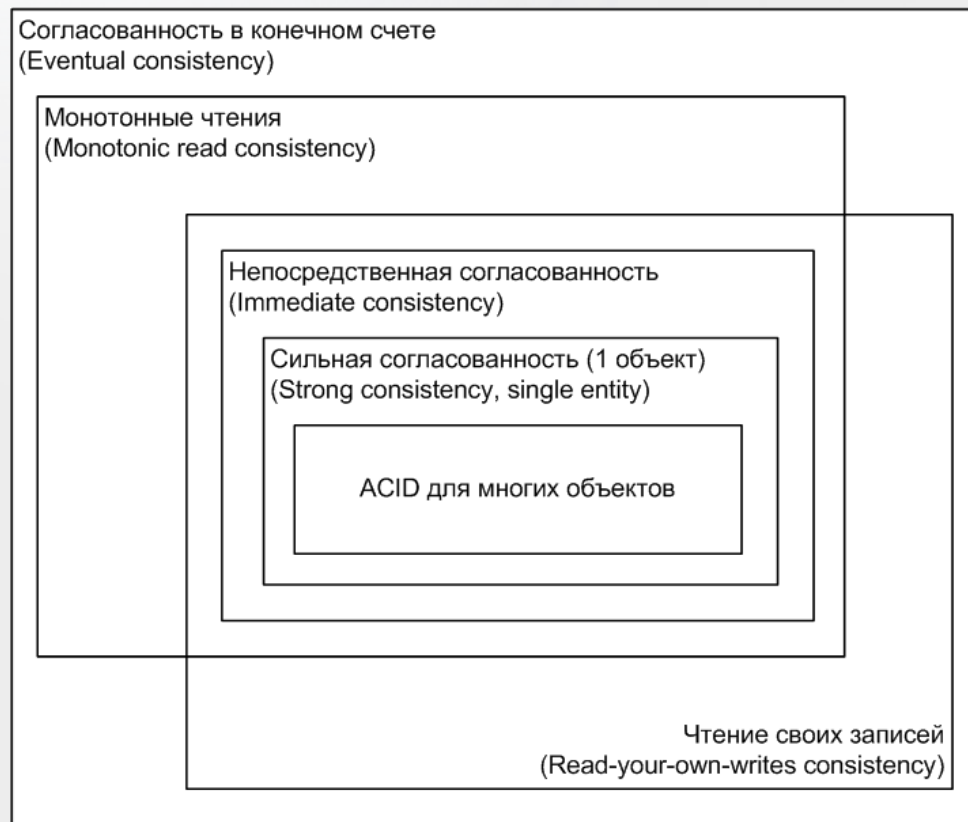 Согласованность в конечном счете
(Eventual consistency)
Монотонные чтения
(Monotonic read consistency)
Непосредственная согласованность
(Immediate consistency)
Сильная согласованность (1 объект)
(Strong consistency, single entity)
ACID для многих объектов
Чтение своих записей
(Read-your-own-writes consistency)